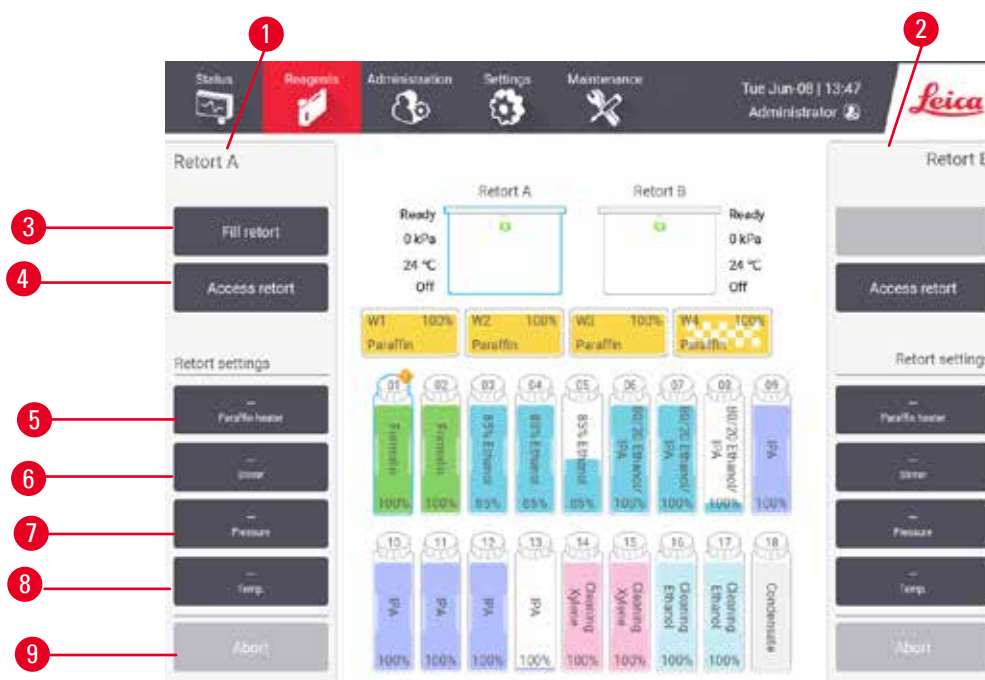 1
2
Status
Reagents
Administration
Settings
Maintenance
Tue Jun-08 | 13:47
Administrator
Leica
Retort A
Retort B
3
Fill retort
4
Access retort
Retort settings
5
--
Paraffin heater
6
--
Stirrer
7
--
Pressure
8
--
Temp.
9
Abort
Retort A
Retort B
Ready
0 kPa
24 °C
Off
Ready
0 kPa
24 °C
Off
W1 100%
Paraffin
W2 100%
Paraffin
W3 100%
Paraffin
W4 100%
Paraffin
01
Formalin
100%
02
Formalin
100%
03
85% Ethanol
85%
04
85% Ethanol
85%
05
85% Ethanol
85%
06
80/20 Ethanol/
IPA
100%
07
80/20 Ethanol/
IPA
100%
08
80/20 Ethanol/
IPA
100%
09
IPA
100%
10
IPA
100%
11
IPA
100%
12
IPA
100%
13
IPA
100%
14
Cleaning
Xylene
100%
15
Cleaning
Xylene
100%
16
Cleaning
Ethanol
100%
17
Cleaning
Ethanol
100%
18
Condensate
Access retort
Retort settings
--
Paraffin heater
--
Stirrer
--
Pressure
--
Temp.
Abort